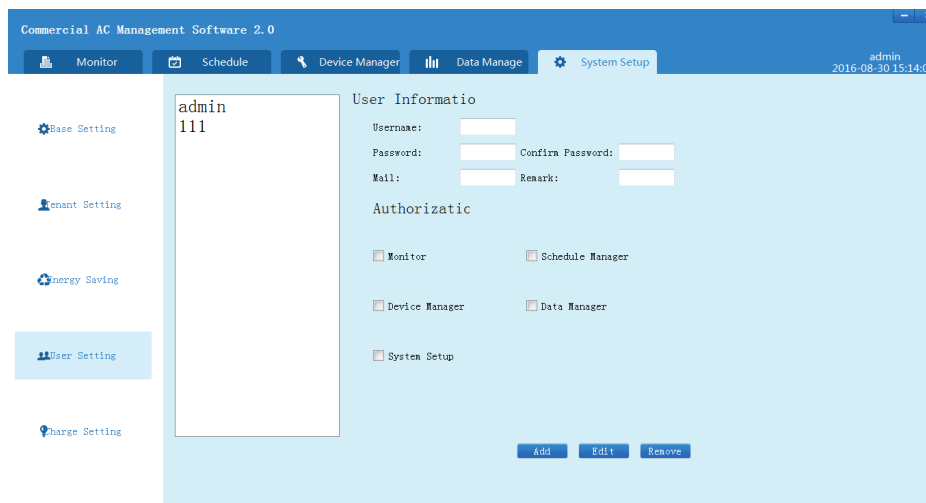 Commercial AC Management Software 2.0
Monitor Schedule Device Manager Data Manage System Setup
admin
2016-08-30 15:14:0
Base Setting
Tenant Setting
Energy Saving
User Setting
Charge Setting
admin
111
User Informatio
Username:
Password: Confirm Password:
Mail: Remark:
Authorizatic
Monitor Schedule Manager
Device Manager Data Manager
System Setup
Add Edit Remove